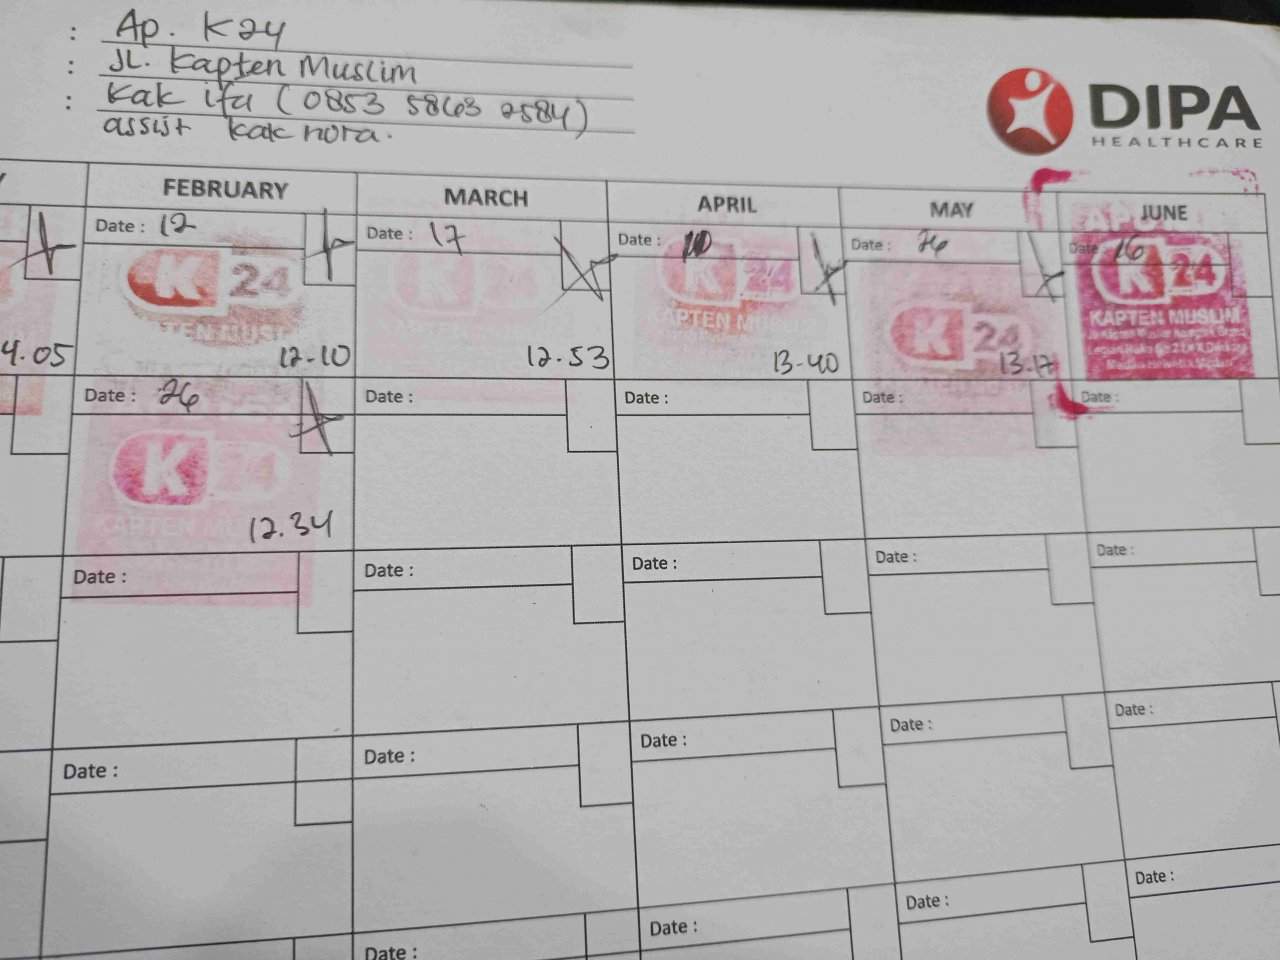 : Ap. K24
: JL. Kapten Muslim
: Kak ifa (0853 5863 2584)
assist kak nora.
DIPA
HEALTHCARE
FEBRUARY MARCH APRIL MAY JUNE
Date : 12 Date : 17 Date : 10 Date : 26 Date : 16
K 24 K K 24 K 24 K 24
KAPTEN MUSLIM
4.05 12.10 12.53 13.40 13.17
Date : 26 Date : Date : Date : Date :
K 24
KAPTEN MU
12.34
Date : Date : Date : Date : Date :
Date : Date : Date : Date : Date :
Date : Date : Date : Date :